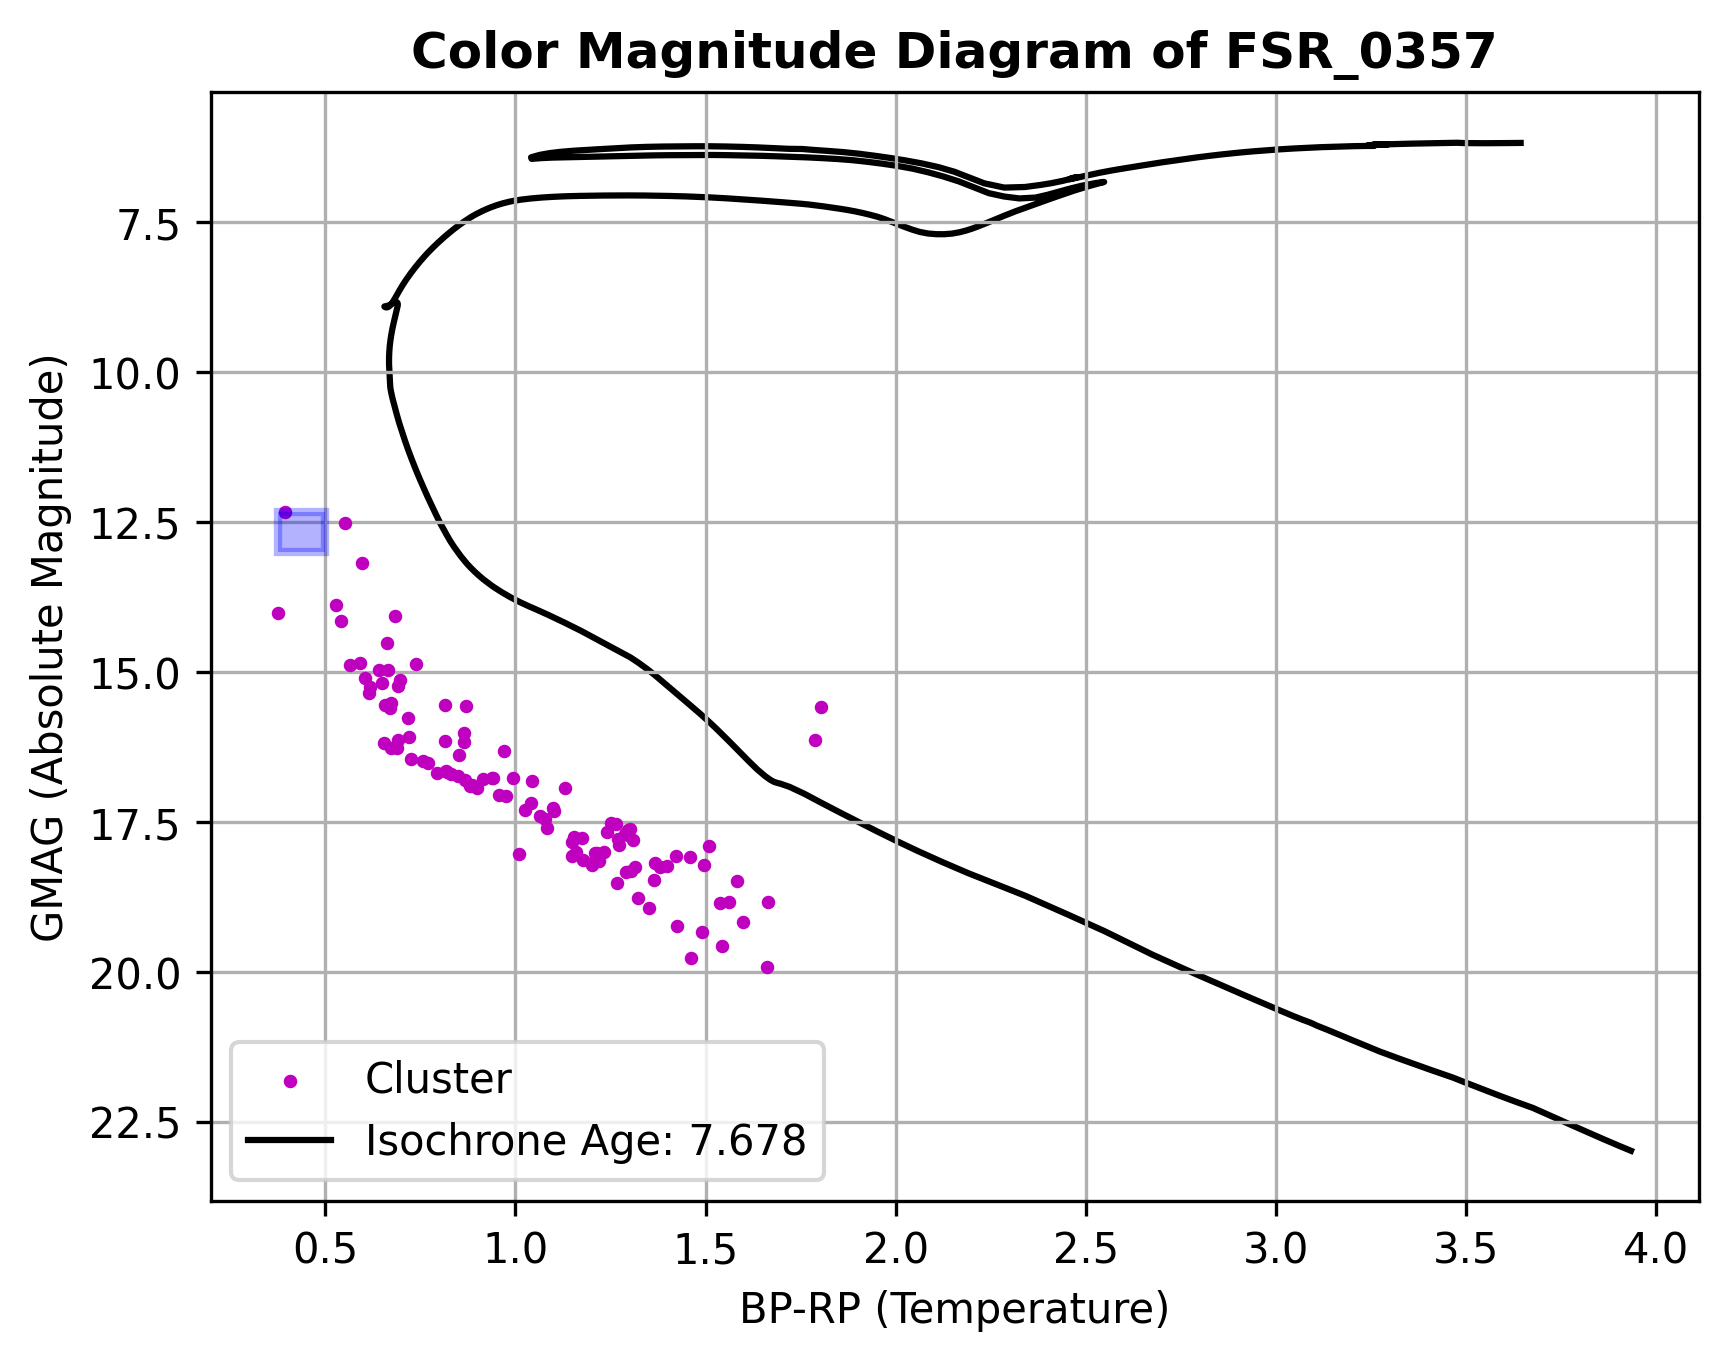 Color Magnitude Diagram of FSR_0357
GMAG (Absolute Magnitude)
7.5
10.0
12.5
15.0
17.5
20.0
22.5
Cluster
Isochrone Age: 7.678
0.5 1.0 1.5 2.0 2.5 3.0 3.5 4.0
BP-RP (Temperature)